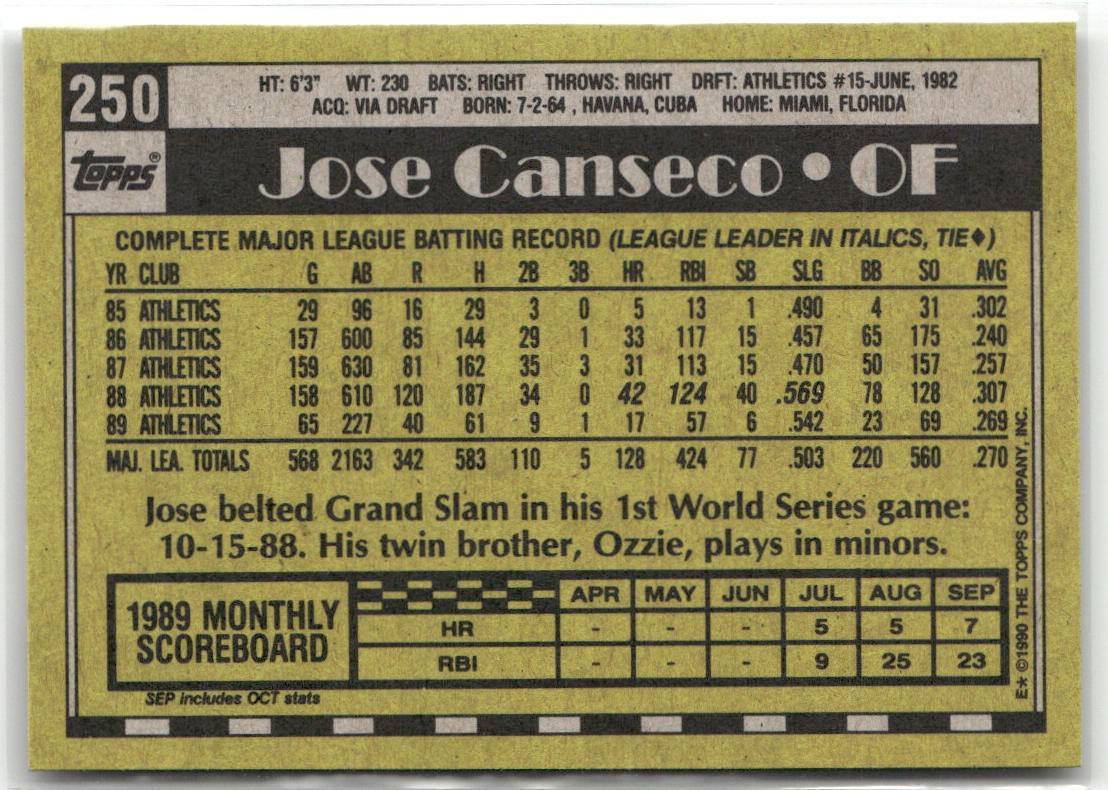 250
HT: 6'3" WT: 230 BATS: RIGHT THROWS: RIGHT DRFT: ATHLETICS #15-JUNE, 1982
ACQ: VIA DRAFT BORN: 7-2-64 , HAVANA, CUBA HOME: MIAMI, FLORIDA
topps®
Jose Canseco • OF
COMPLETE MAJOR LEAGUE BATTING RECORD (LEAGUE LEADER IN ITALICS, TIE♦)
YR CLUB G AB R H 2B 3B HR RBI SB SLG BB SO AVG
85 ATHLETICS 29 96 16 29 3 0 5 13 1 .490 4 31 .302
86 ATHLETICS 157 600 85 144 29 1 33 117 15 .457 65 175 .240
87 ATHLETICS 159 630 81 162 35 3 31 113 15 .470 50 157 .257
88 ATHLETICS 158 610 120 187 34 0 42 124 40 .569 78 128 .307
89 ATHLETICS 65 227 40 61 9 1 17 57 6 .542 23 69 .269
MAJ. LEA. TOTALS 568 2163 342 583 110 5 128 424 77 .503 220 560 .270
Jose belted Grand Slam in his 1st World Series game:
10-15-88. His twin brother, Ozzie, plays in minors.
1989 MONTHLY
SCOREBOARD
APR MAY JUN JUL AUG SEP
HR - - - 5 5 7
RBI - - - 9 25 23
SEP includes OCT stats
E* ©1990 THE TOPPS COMPANY, INC.